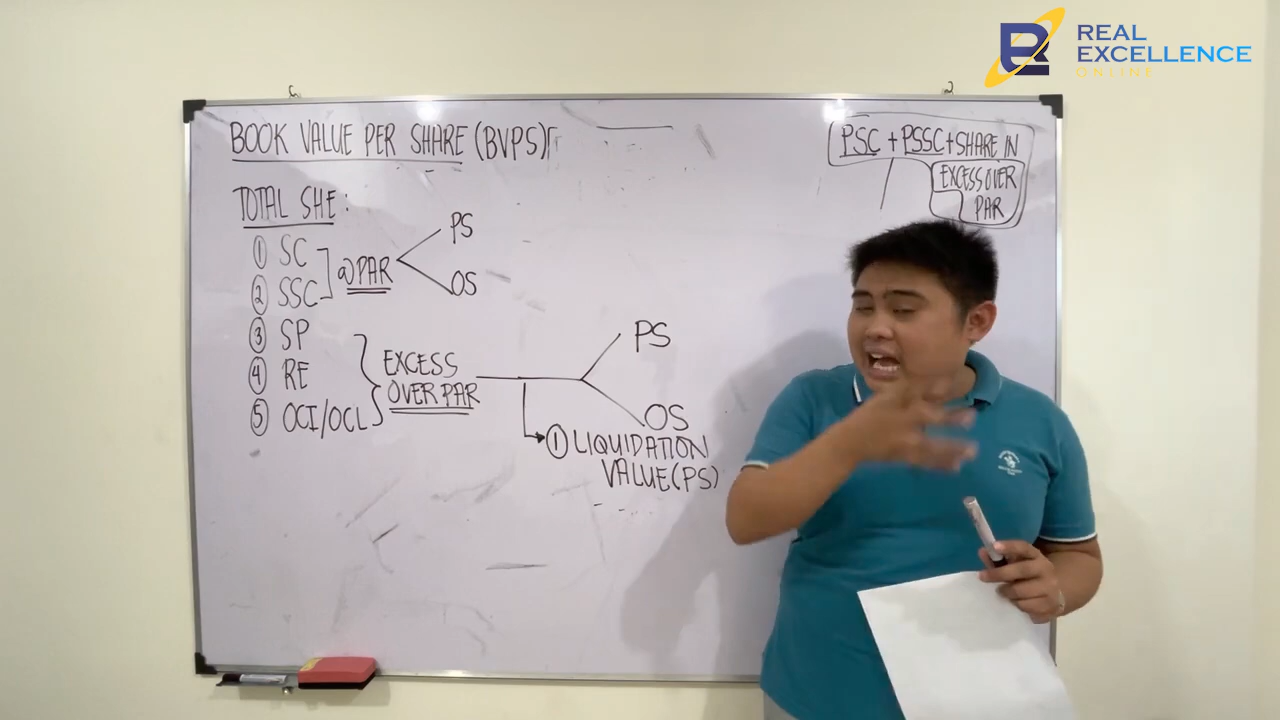 REAL
EXCELLENCE
ONLINE
BOOK VALUE PER SHARE (BVPS)
PSC + PSSC + SHARE IN
EXCESS OVER
PAR
TOTAL SHE:
① SC
② SSC
@ PAR
PS
OS
③ SP
④ RE
⑤ OCI/OCL
EXCESS
OVER PAR
PS
OS
① LIQUIDATION
VALUE (PS)